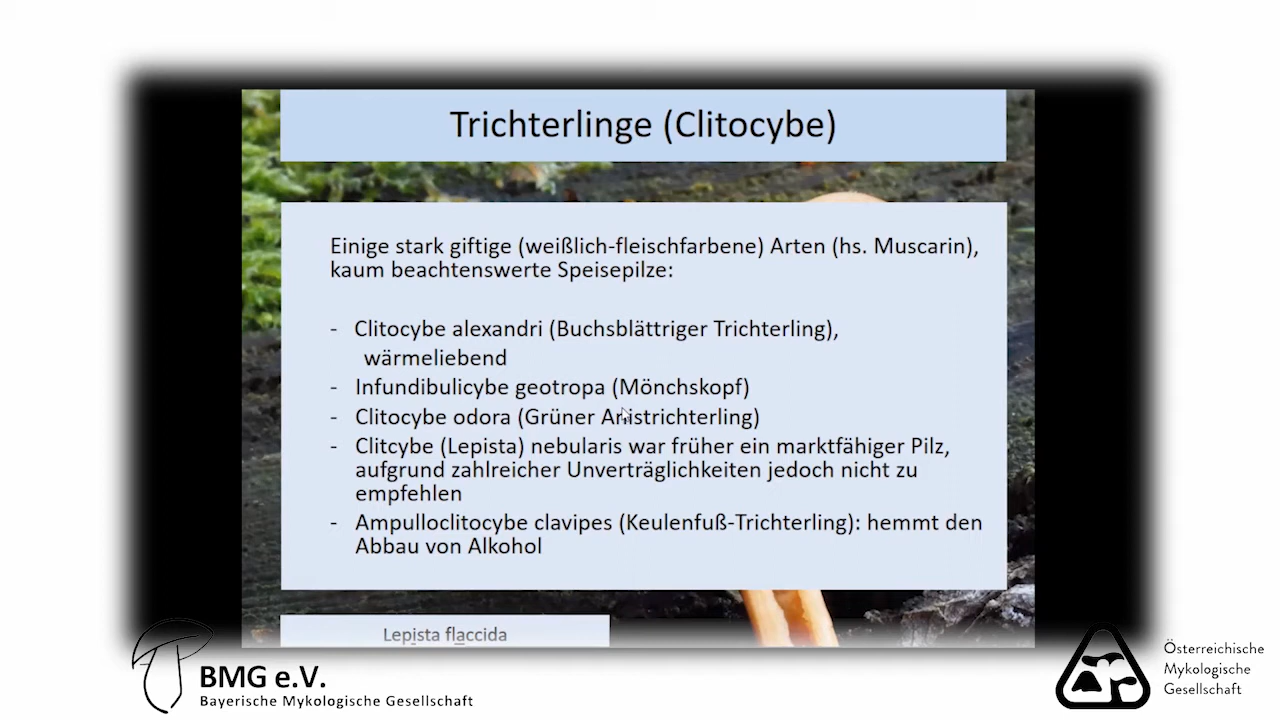 Trichterlinge (Clitocybe)
Einige stark giftige (weißlich-fleischfarbene) Arten (hs. Muscarin),
kaum beachtenswerte Speisepilze:
- Clitocybe alexandri (Buchsblättriger Trichterling),
wärmeliebend
- Infundibulicybe geotropa (Mönchskopf)
- Clitocybe odora (Grüner Anistrichterling)
- Clitcybe (Lepista) nebularis war früher ein marktfähiger Pilz,
aufgrund zahlreicher Unverträglichkeiten jedoch nicht zu
empfehlen
- Ampulloclitocybe clavipes (Keulenfuß-Trichterling): hemmt den
Abbau von Alkohol
Lepista flaccida
BMG e.V.
Bayerische Mykologische Gesellschaft
Österreichische
Mykologische
Gesellschaft